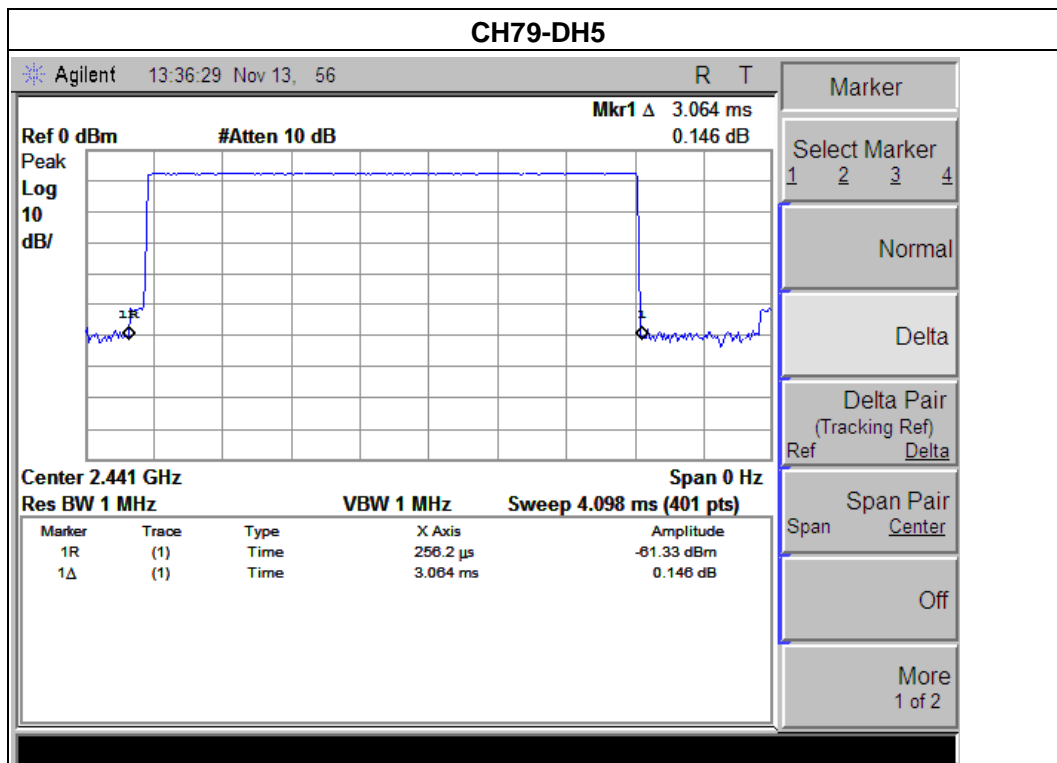 CH79-DH5
Agilent 13:36:29 Nov 13, 56 R T
Mkr1 Δ 3.064 ms
Ref 0 dBm #Atten 10 dB 0.146 dB
Peak
Log
10
dB/
1R
1
Center 2.441 GHz Span 0 Hz
Res BW 1 MHz VBW 1 MHz Sweep 4.098 ms (401 pts)
Marker Trace Type X Axis Amplitude
1R (1) Time 256.2 µs -61.33 dBm
1Δ (1) Time 3.064 ms 0.146 dB
Marker
Select Marker
1 2 3 4
Normal
Delta
Delta Pair
(Tracking Ref)
Ref Delta
Span Pair
Span Center
Off
More
1 of 2